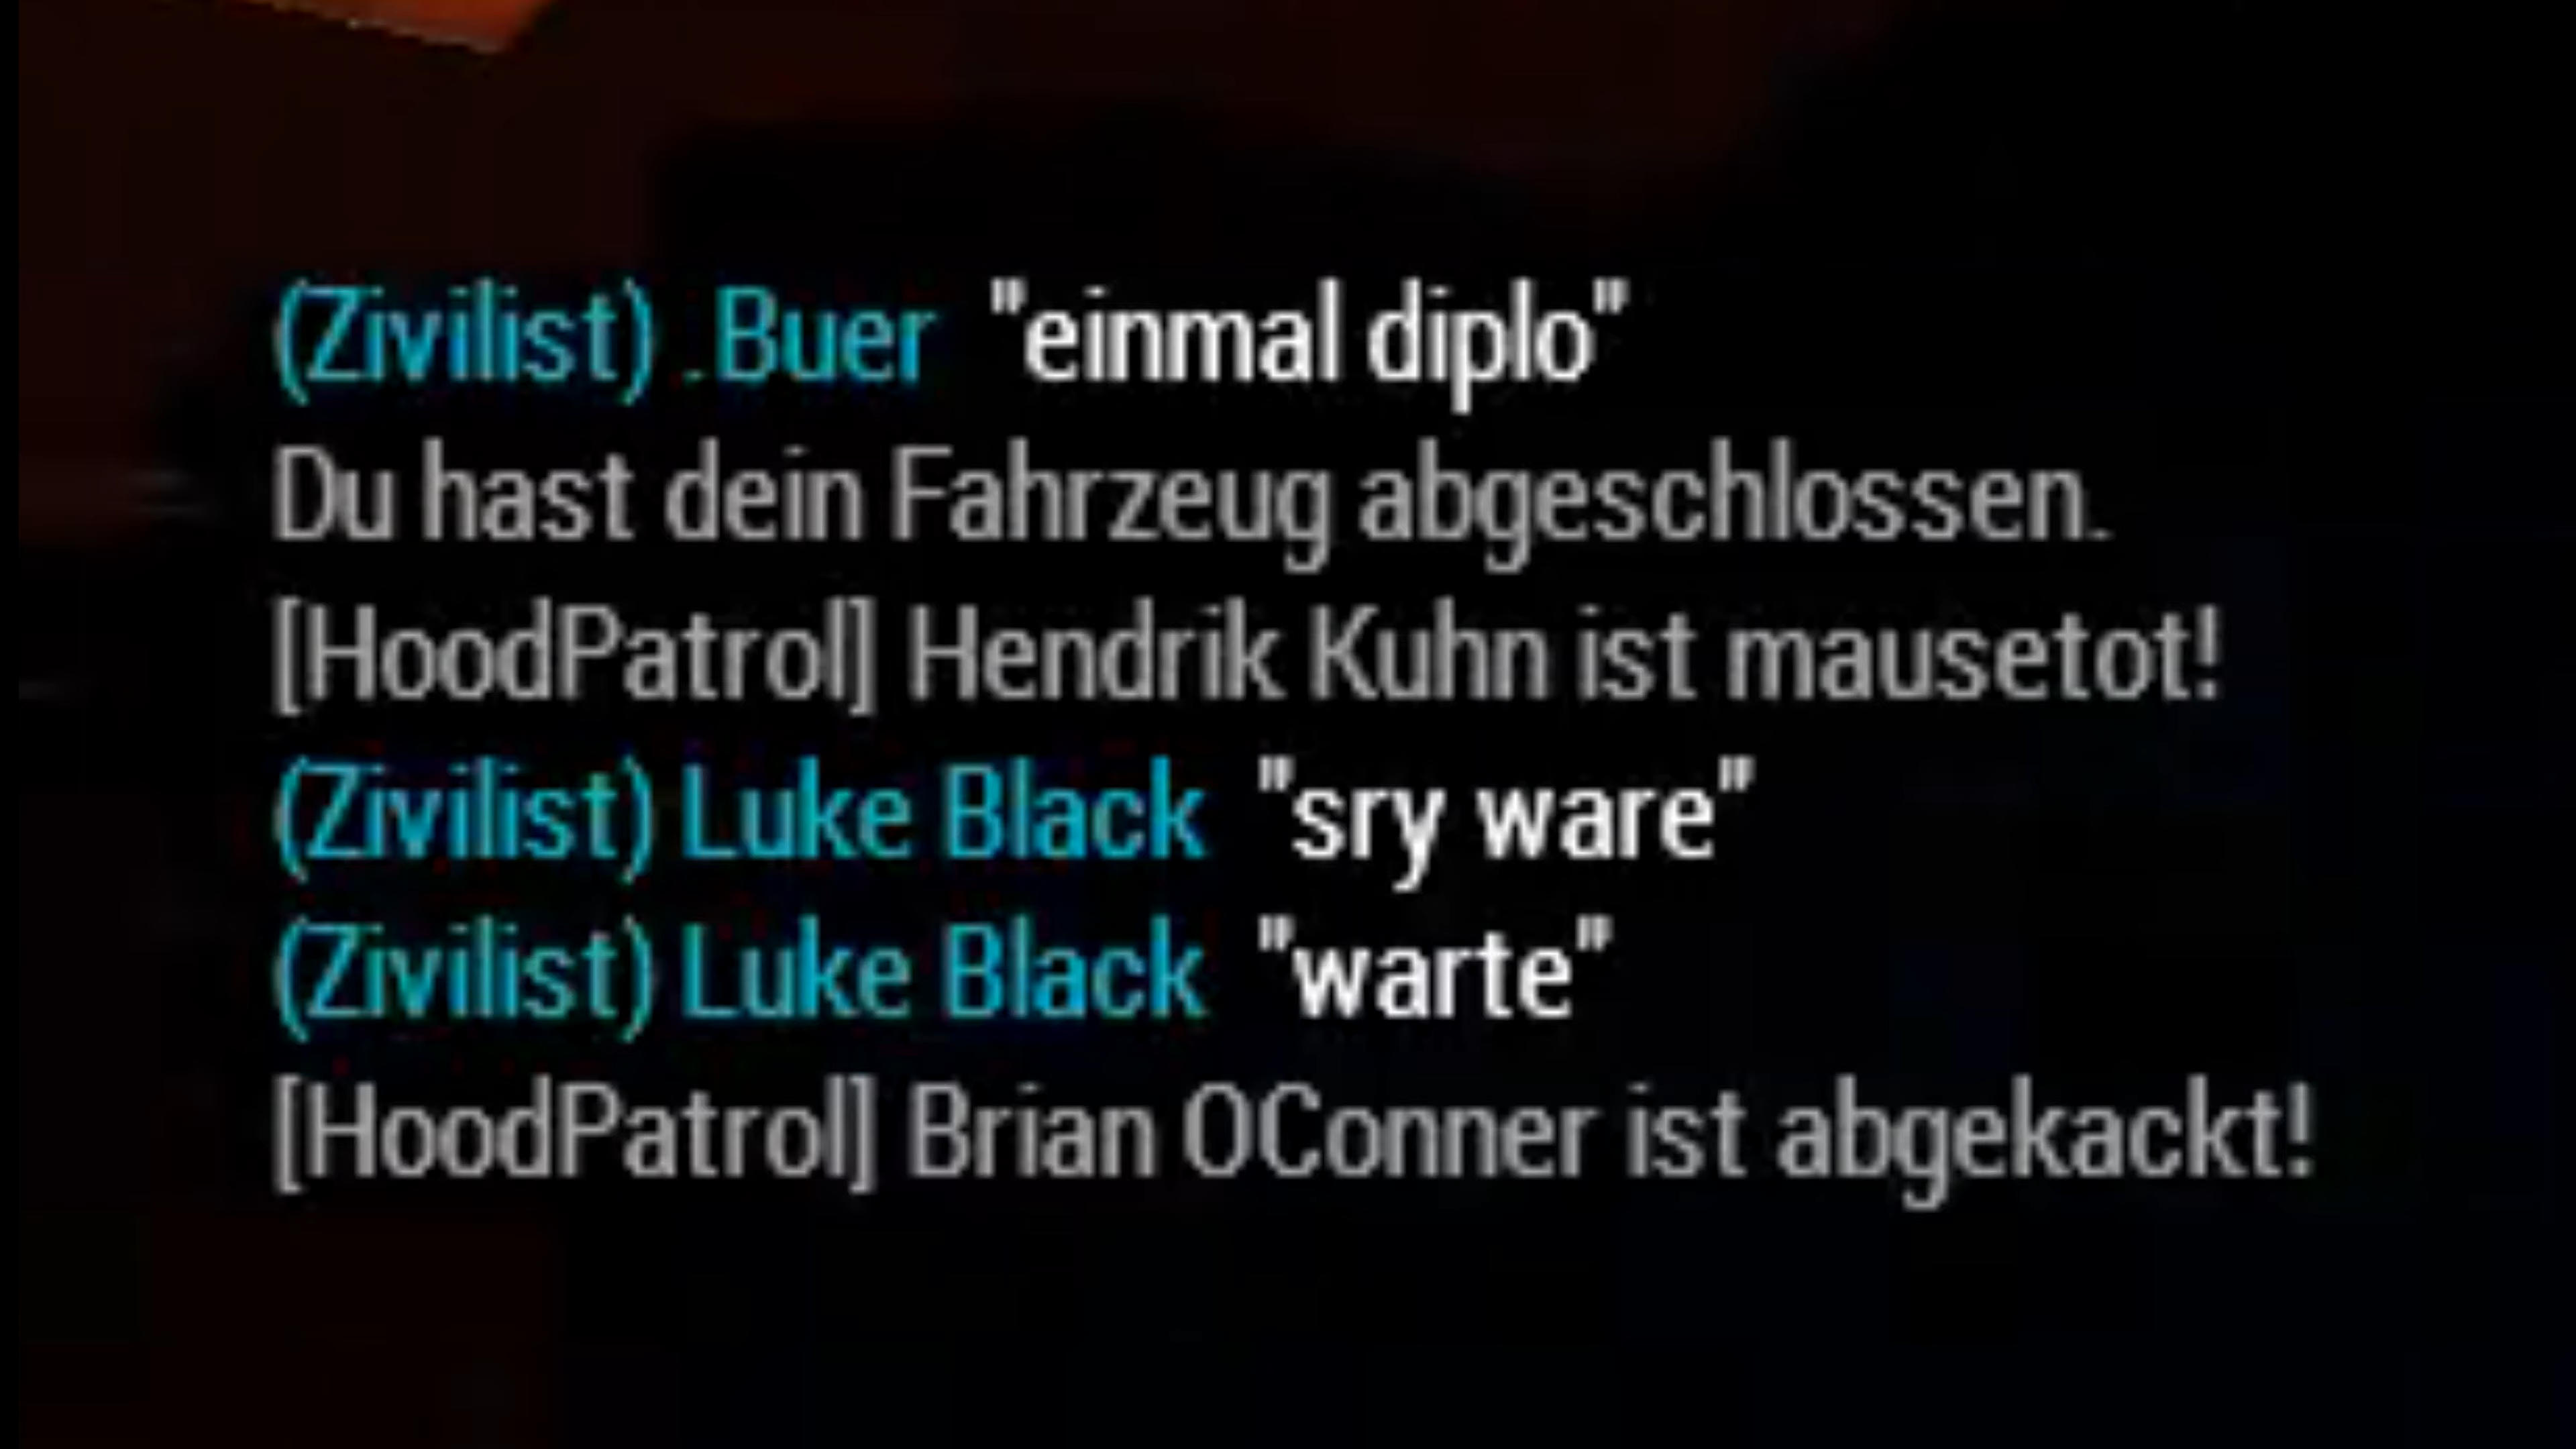 (Zivilist) .Buer "einmal diplo"
Du hast dein Fahrzeug abgeschlossen.
[HoodPatrol] Hendrik Kuhn ist mausetot!
(Zivilist) Luke Black "sry ware"
(Zivilist) Luke Black "warte"
[HoodPatrol] Brian OConner ist abgekackt!